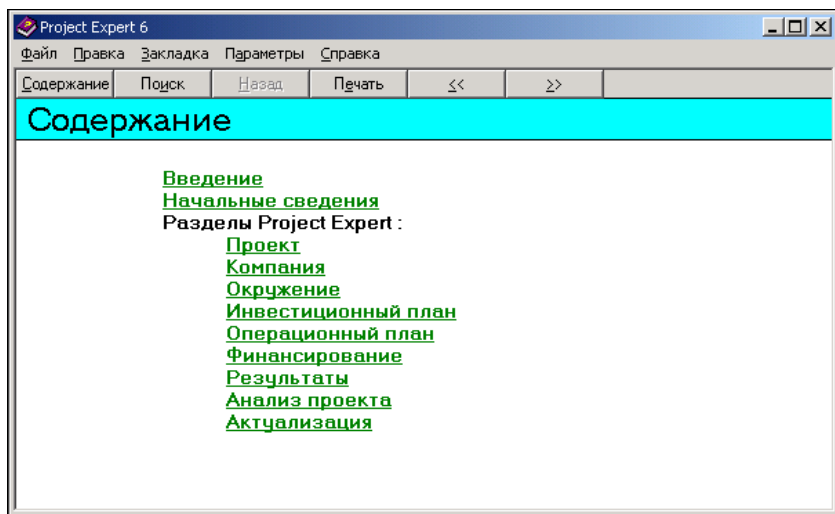 Project Expert 6
Файл Правка Закладка Параметры Справка
Содержание Поиск Назад Печать << >>
Содержание
Введение
Начальные сведения
Разделы Project Expert :
Проект
Компания
Окружение
Инвестиционный план
Операционный план
Финансирование
Результаты
Анализ проекта
Актуализация